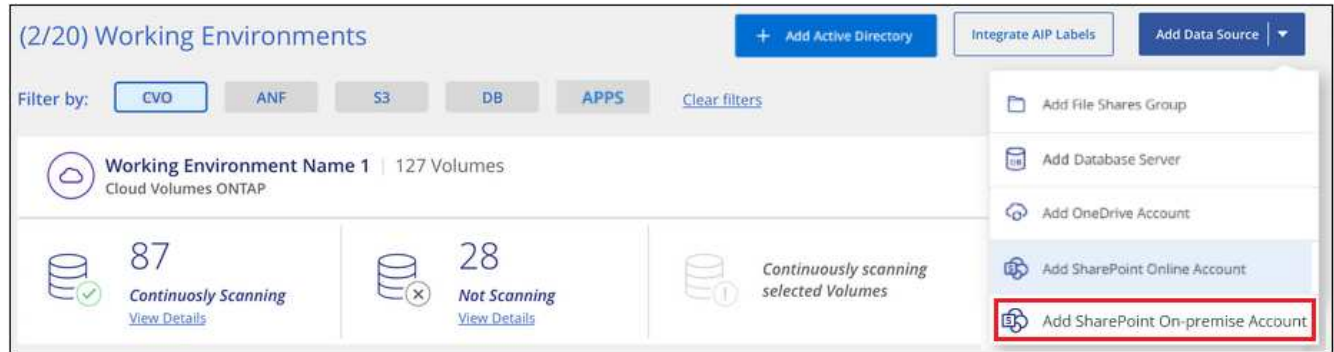 (2/20) Working Environments
+ Add Active Directory
Integrate AIP Labels
Add Data Source
Filter by:
CVO
ANF
S3
DB
APPS
Clear filters
Add File Shares Group
DB
Add Database Server
Add OneDrive Account
S
Add SharePoint Online Account
S
Add SharePoint On-premise Account
Working Environment Name 1 | 127 Volumes
Cloud Volumes ONTAP
87
Continuosly Scanning
View Details
28
Not Scanning
View Details
Continuously scanning
selected Volumes